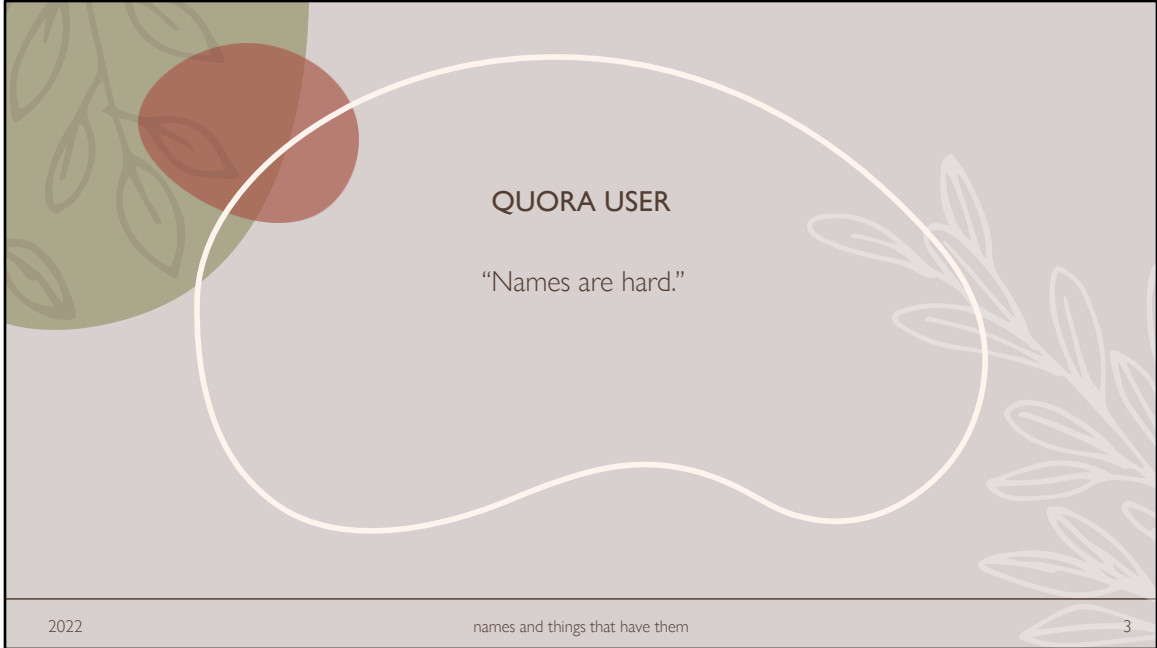 QUORA USER
“Names are hard.”
2022
names and things that have them
3